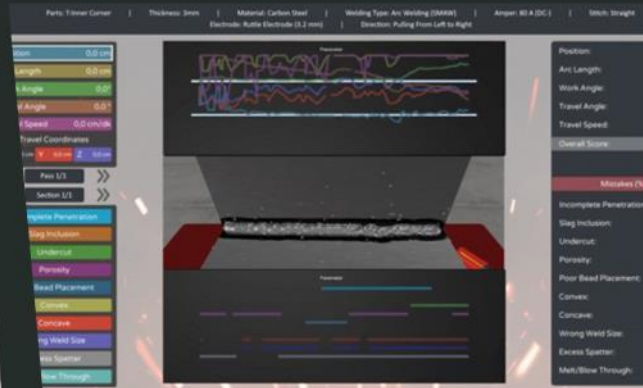 Parts: T-Inner Corner | Thickness: 3mm | Material: Carbon Steel | Welding Type: Arc Welding (SMAW) | Amper: 80 A (DC-) | Stitch: Straight
Electrode: Rutile Electrode (3.2 mm) | Direction: Pulling From Left to Right
0,0 cm
Length 0,0 cm
Angle 0,0°
Angle 0,0°
Speed 0,0 cm/dk
Travel Coordinates
Y 0,0 cm Z 0,0 cm
Pass 1/1
Section 1/1
Penetration
Slag Inclusion
Undercut
Porosity
Bead Placement
Convex
Concave
Weld Size
Spatter
Blow Through
Parameter
Parameter
Position:
Arc Length:
Work Angle:
Travel Angle:
Travel Speed:
Overall Score:
Mistakes (%
Incomplete Penetration
Slag Inclusion:
Undercut:
Porosity:
Poor Bead Placement:
Convex:
Concave:
Wrong Weld Size:
Excess Spatter:
Melt/Blow Through: